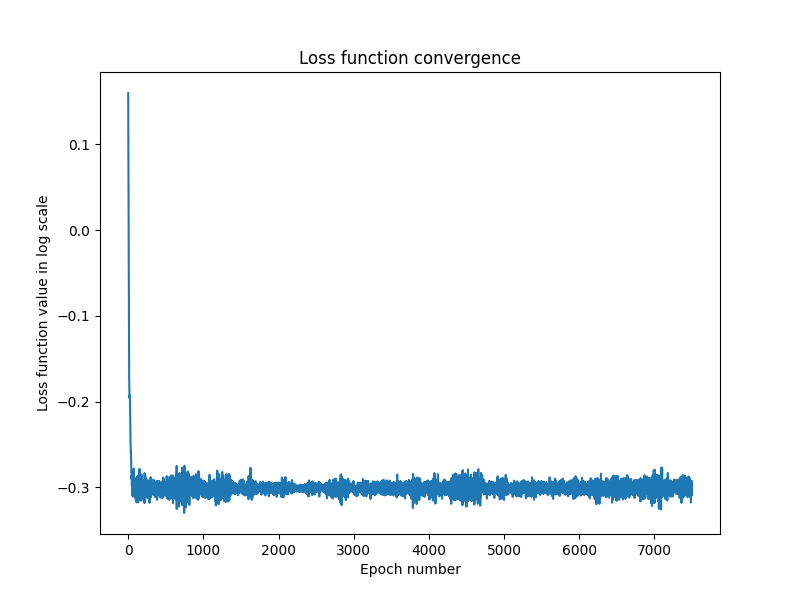 Loss function convergence
Loss function value in log scale
0.1
0.0
−0.1
−0.2
−0.3
0 1000 2000 3000 4000 5000 6000 7000
Epoch number